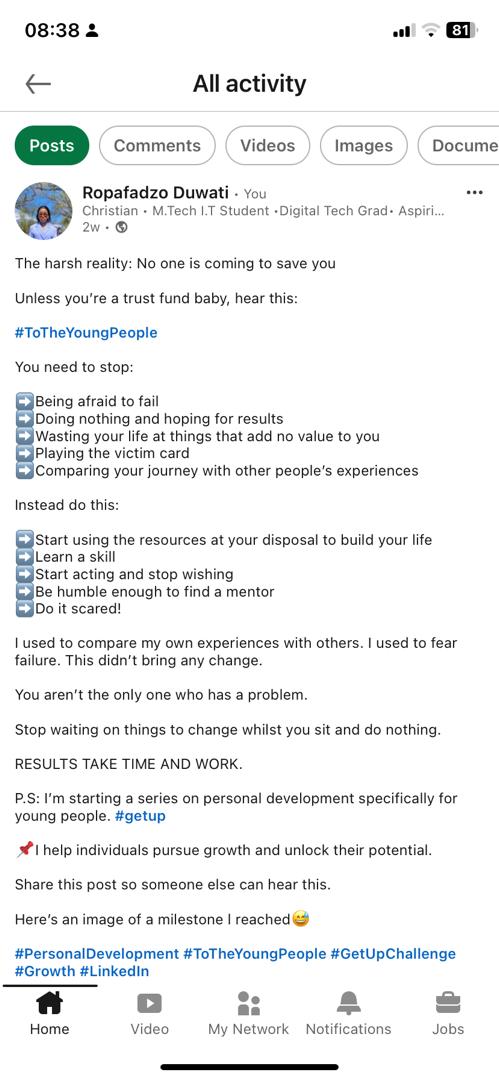 08:38
81
All activity
Posts
Comments
Videos
Images
Docume
Ropafadzo Duwati • You
Christian • M.Tech I.T Student •Digital Tech Grad• Aspiri...
2w •
The harsh reality: No one is coming to save you
Unless you’re a trust fund baby, hear this:
#ToTheYoungPeople
You need to stop:
➡️Being afraid to fail
➡️Doing nothing and hoping for results
➡️Wasting your life at things that add no value to you
➡️Playing the victim card
➡️Comparing your journey with other people’s experiences
Instead do this:
➡️Start using the resources at your disposal to build your life
➡️Learn a skill
➡️Start acting and stop wishing
➡️Be humble enough to find a mentor
➡️Do it scared!
I used to compare my own experiences with others. I used to fear
failure. This didn’t bring any change.
You aren’t the only one who has a problem.
Stop waiting on things to change whilst you sit and do nothing.
RESULTS TAKE TIME AND WORK.
P.S: I’m starting a series on personal development specifically for
young people. #getup
📌I help individuals pursue growth and unlock their potential.
Share this post so someone else can hear this.
Here’s an image of a milestone I reached😅
#PersonalDevelopment #ToTheYoungPeople #GetUpChallenge
#Growth #LinkedIn
Home
Video
My Network
Notifications
Jobs